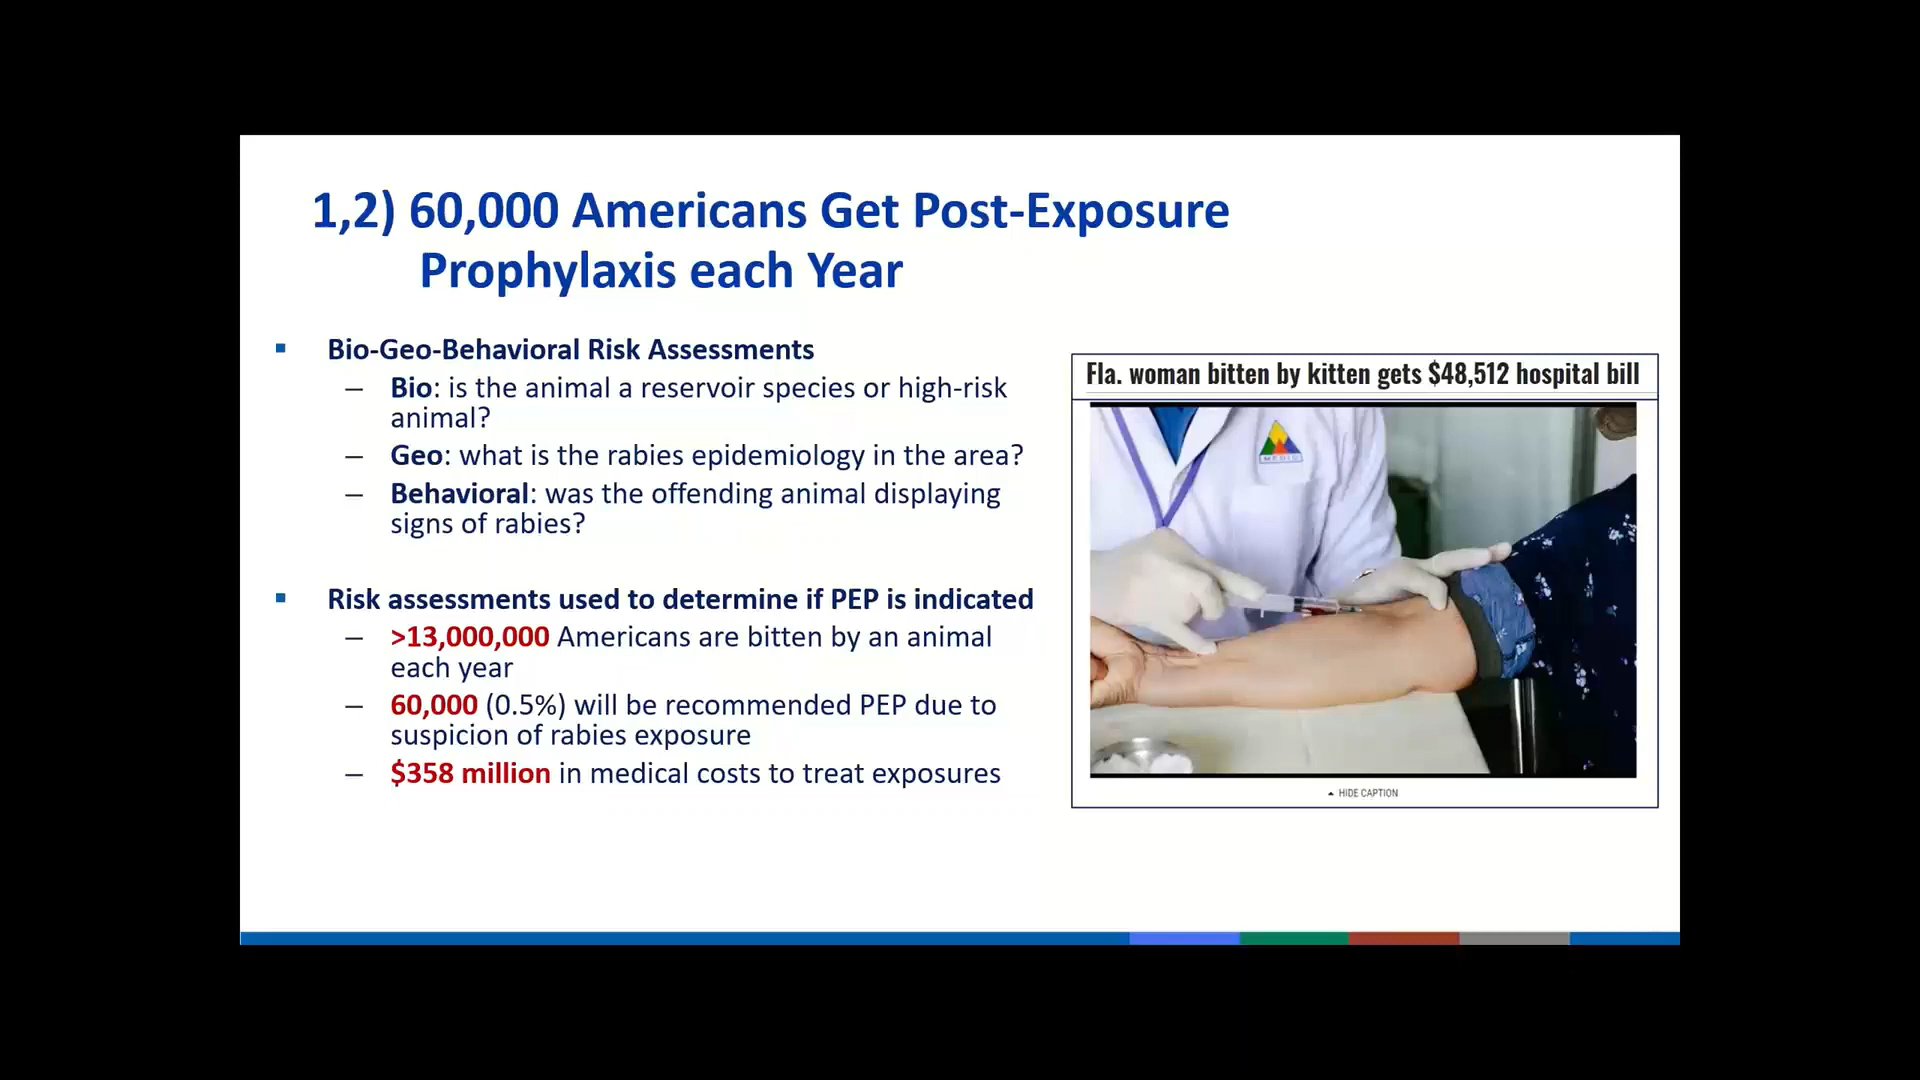 1,2) 60,000 Americans Get Post-Exposure
Prophylaxis each Year
▪ Bio-Geo-Behavioral Risk Assessments
– Bio: is the animal a reservoir species or high-risk
animal?
– Geo: what is the rabies epidemiology in the area?
– Behavioral: was the offending animal displaying
signs of rabies?
▪ Risk assessments used to determine if PEP is indicated
– >13,000,000 Americans are bitten by an animal
each year
– 60,000 (0.5%) will be recommended PEP due to
suspicion of rabies exposure
– $358 million in medical costs to treat exposures
Fla. woman bitten by kitten gets $48,512 hospital bill
MEDIC
HIDE CAPTION